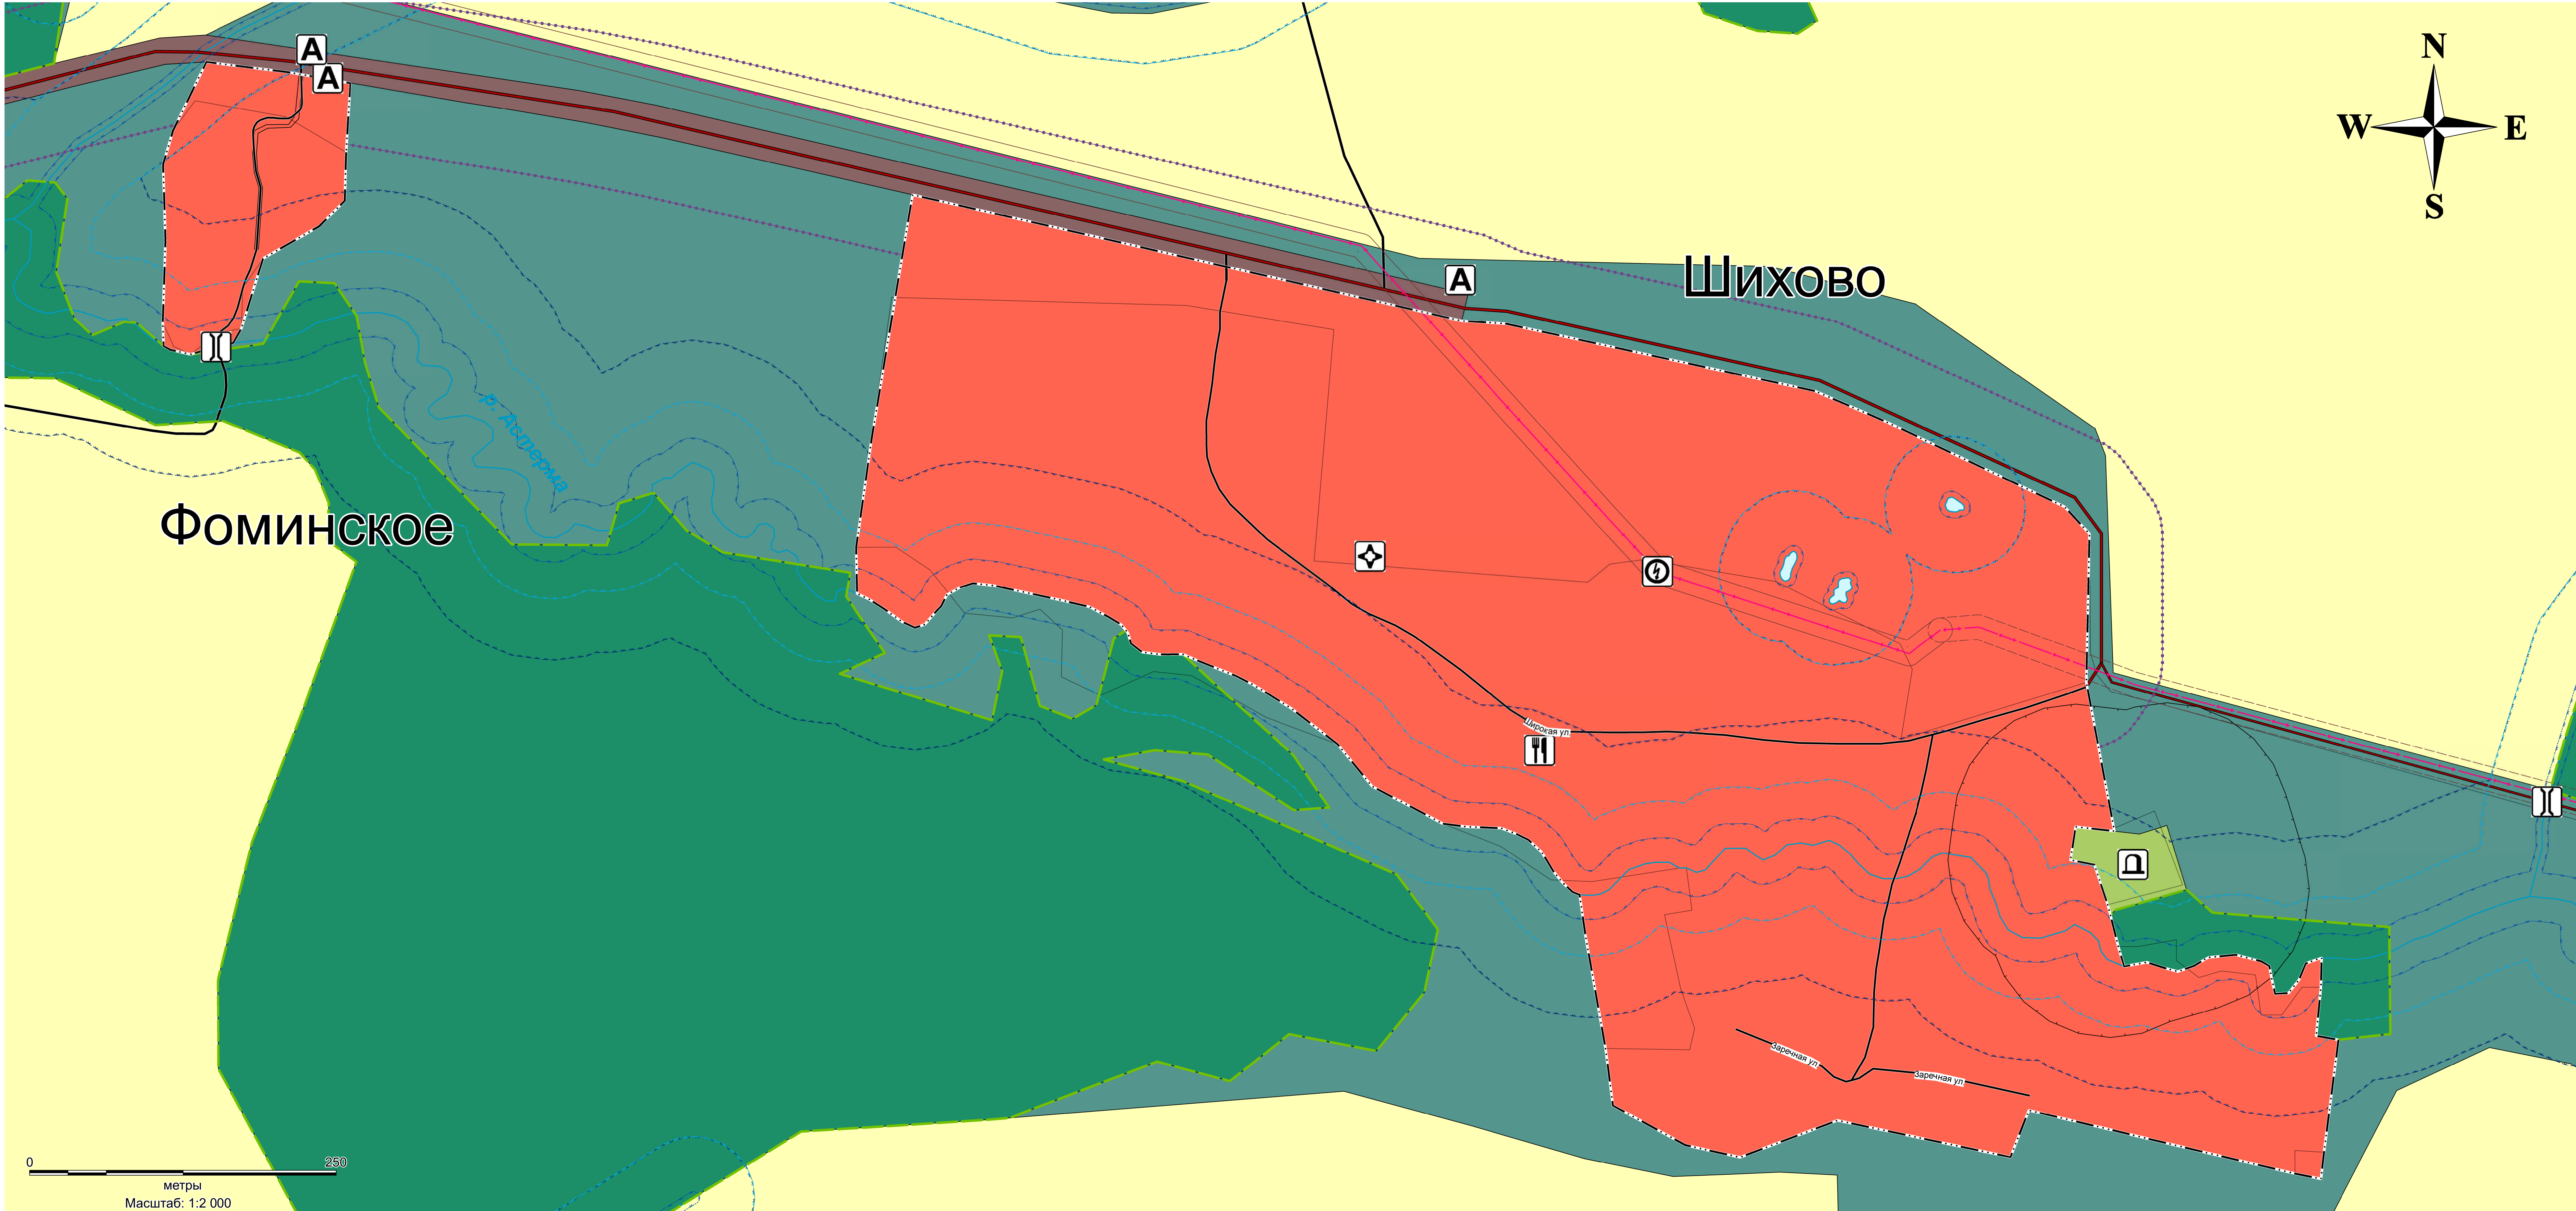 A
A
N
W E
S
A
Шихово
р. Астерма
Фоминское
Широкая ул.
Заречная ул.
Заречная ул.
0 250
метры
Масштаб: 1:2 000